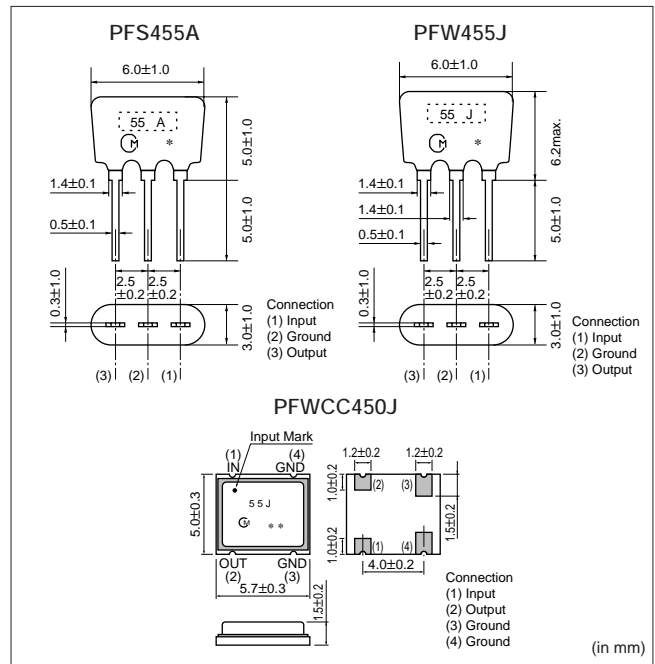 PFS455A
6.0±1.0
55 A
M *
5.0±1.0
1.4±0.1
0.5±0.1
5.0±1.0
2.5 2.5
±0.2 ±0.2
0.3±1.0
3.0±1.0
(3) (2) (1)
Connection
(1) Input
(2) Ground
(3) Output
PFW455J
6.0±1.0
55 J
M *
6.2max.
1.4±0.1
1.4±0.1
0.5±0.1
5.0±1.0
2.5 2.5
±0.2 ±0.2
0.3±1.0
3.0±1.0
(3) (2) (1)
Connection
(1) Input
(2) Ground
(3) Output
PFWCC450J
Input Mark
(1) (4)
IN GND
55J
M * *
5.0±0.3
OUT GND
(2) (3)
5.7±0.3
1.5±0.2
1.2±0.2 1.2±0.2
1.0±0.2
(2) (3)
1.5±0.2
1.0±0.2
(1) (4)
4.0±0.2
Connection
(1) Input
(2) Output
(3) Ground
(4) Ground
(in mm)